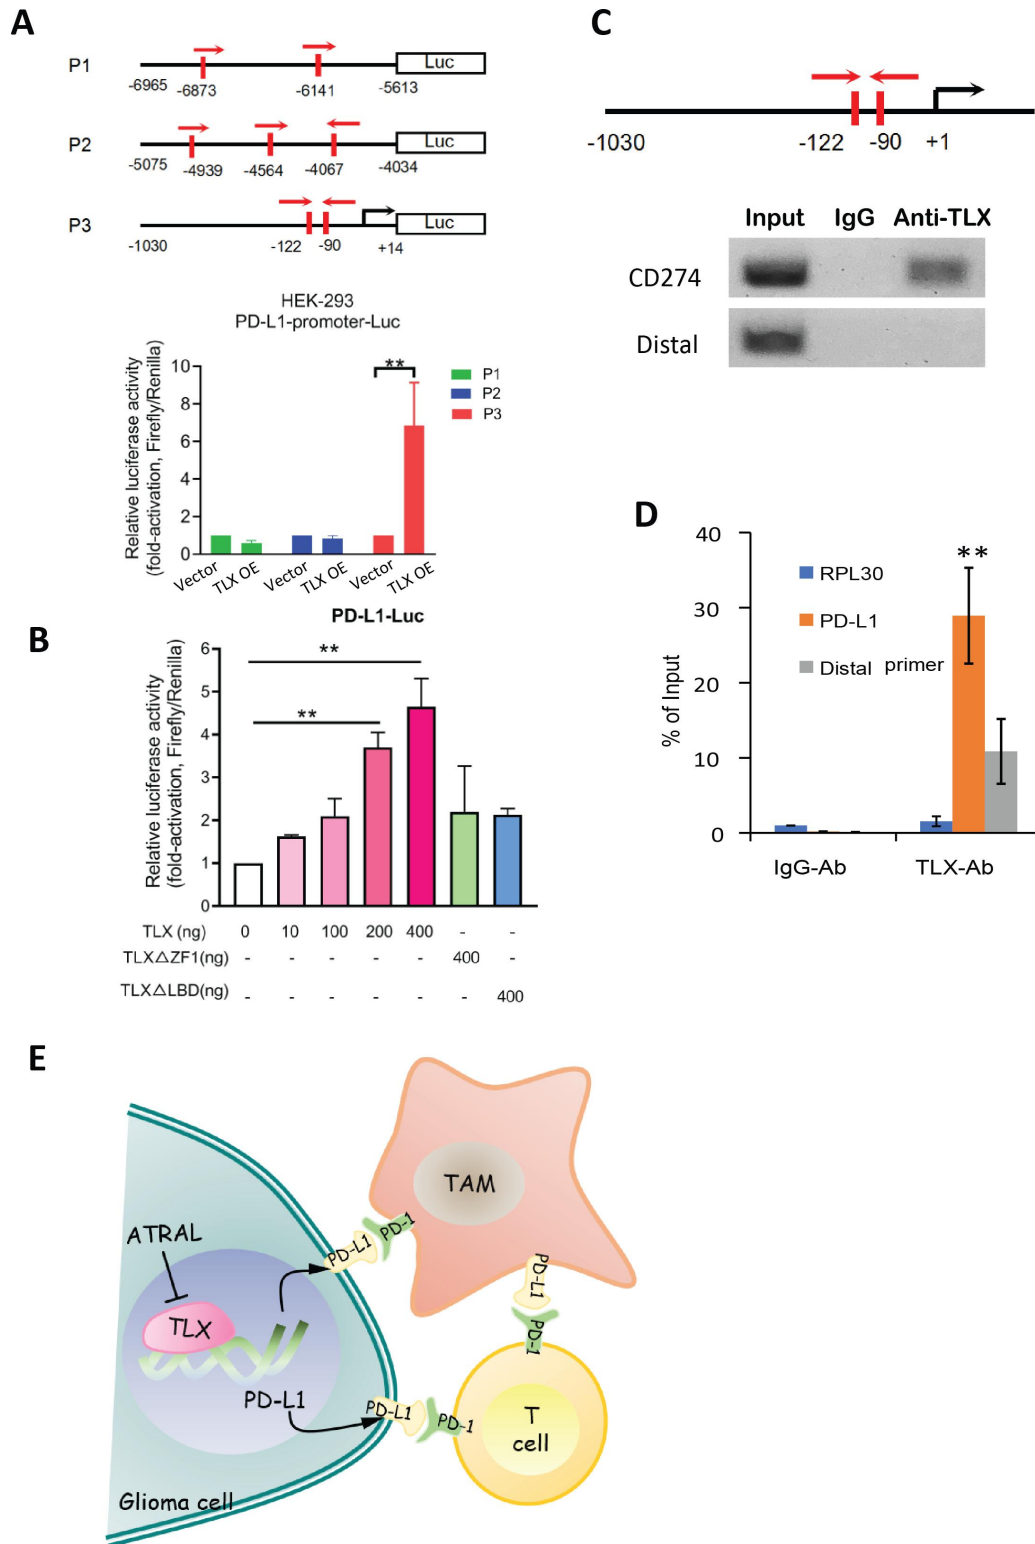 A
P1
Luc
-6965
-6873
-6141
-5613
P2
Luc
-5075
-4939
-4564
-4067
-4034
P3
Luc
-1030
-122
-90
+14
HEK-293
PD-L1-promoter-Luc
Relative luciferase activity
(fold-activation, Firefly/Renilla)
10
8
6
4
2
0
**
P1
P2
P3
Vector
TLX OE
Vector
TLX OE
Vector
TLX OE
B
PD-L1-Luc
Relative luciferase activity
(fold-activation, Firefly/Renilla)
6
5
4
3
2
1
0
**
**
TLX (ng) 0 10 100 200 400 - -
TLX△ZF1(ng) - - - - - 400 -
TLX△LBD(ng) - - - - - - 400
C
-1030
-122
-90
+1
Input IgG Anti-TLX
CD274
Distal
D
% of Input
40
30
20
10
0
RPL30
PD-L1
Distal primer
**
IgG-Ab
TLX-Ab
E
TAM
ATRAL
PD-L1
PD-1
PD-L1
TLX
PD-1
PD-L1
PD-L1
PD-1
T
cell
Glioma cell